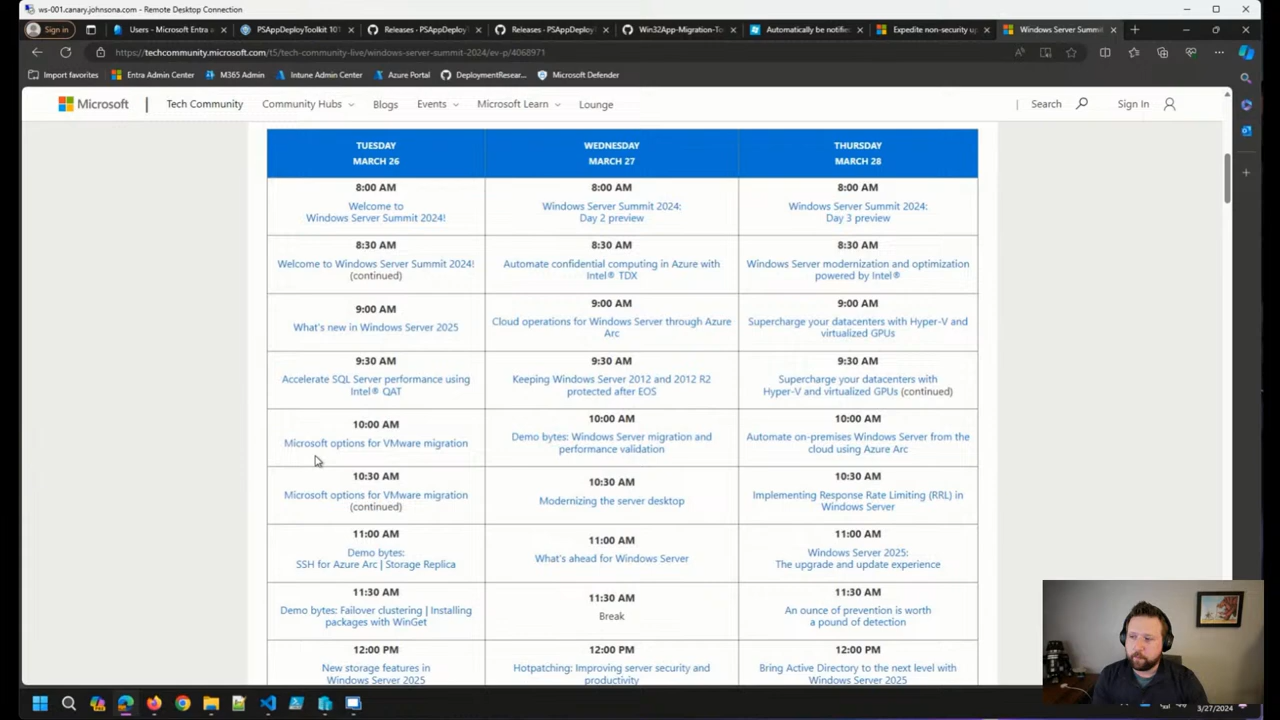 ws-001.canary.johnsona.com - Remote Desktop Connection
Sign in
Users - Microsoft Entra
PSAppDeployToolkit 101
Releases · PSAppDeployT
Releases · PSAppDeployT
Win32App-Migration-To
Automatically be notified
Expedite non-security up
Windows Server Summit
https://techcommunity.microsoft.com/t5/tech-community-live/windows-server-summit-2024/ev-p/4068971
Import favorites
Entra Admin Center
M365 Admin
Intune Admin Center
Azure Portal
DeploymentResear...
Microsoft Defender
Microsoft
Tech Community
Community Hubs
Blogs
Events
Microsoft Learn
Lounge
Search
Sign In
TUESDAY
MARCH 26
WEDNESDAY
MARCH 27
THURSDAY
MARCH 28
8:00 AM
Welcome to
Windows Server Summit 2024!
8:00 AM
Windows Server Summit 2024:
Day 2 preview
8:00 AM
Windows Server Summit 2024:
Day 3 preview
8:30 AM
Welcome to Windows Server Summit 2024!
(continued)
8:30 AM
Automate confidential computing in Azure with
Intel® TDX
8:30 AM
Windows Server modernization and optimization
powered by Intel®
9:00 AM
What's new in Windows Server 2025
9:00 AM
Cloud operations for Windows Server through Azure
Arc
9:00 AM
Supercharge your datacenters with Hyper-V and
virtualized GPUs
9:30 AM
Accelerate SQL Server performance using
Intel® QAT
9:30 AM
Keeping Windows Server 2012 and 2012 R2
protected after EOS
9:30 AM
Supercharge your datacenters with
Hyper-V and virtualized GPUs (continued)
10:00 AM
Microsoft options for VMware migration
10:00 AM
Demo bytes: Windows Server migration and
performance validation
10:00 AM
Automate on-premises Windows Server from the
cloud using Azure Arc
10:30 AM
Microsoft options for VMware migration
(continued)
10:30 AM
Modernizing the server desktop
10:30 AM
Implementing Response Rate Limiting (RRL) in
Windows Server
11:00 AM
Demo bytes:
SSH for Azure Arc | Storage Replica
11:00 AM
What's ahead for Windows Server
11:00 AM
Windows Server 2025:
The upgrade and update experience
11:30 AM
Demo bytes: Failover clustering | Installing
packages with WinGet
11:30 AM
Break
11:30 AM
An ounce of prevention is worth
a pound of detection
12:00 PM
New storage features in
Windows Server 2025
12:00 PM
Hotpatching: Improving server security and
productivity
12:00 PM
Bring Active Directory to the next level with
Windows Server 2025
3/27/2024